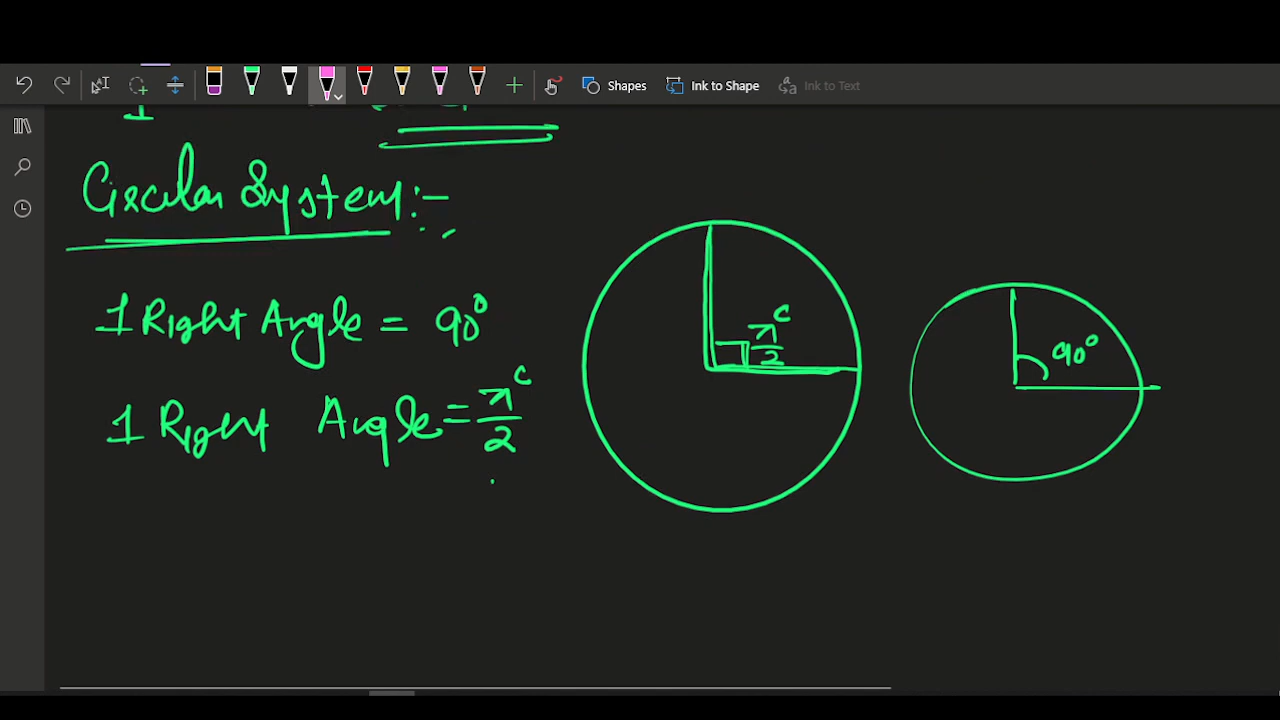 Shapes
Ink to Shape
Ink to Text
Circular System:-
1 Right Angle = 90°
1 Right Angle = π^c/2
π^c/2
90°